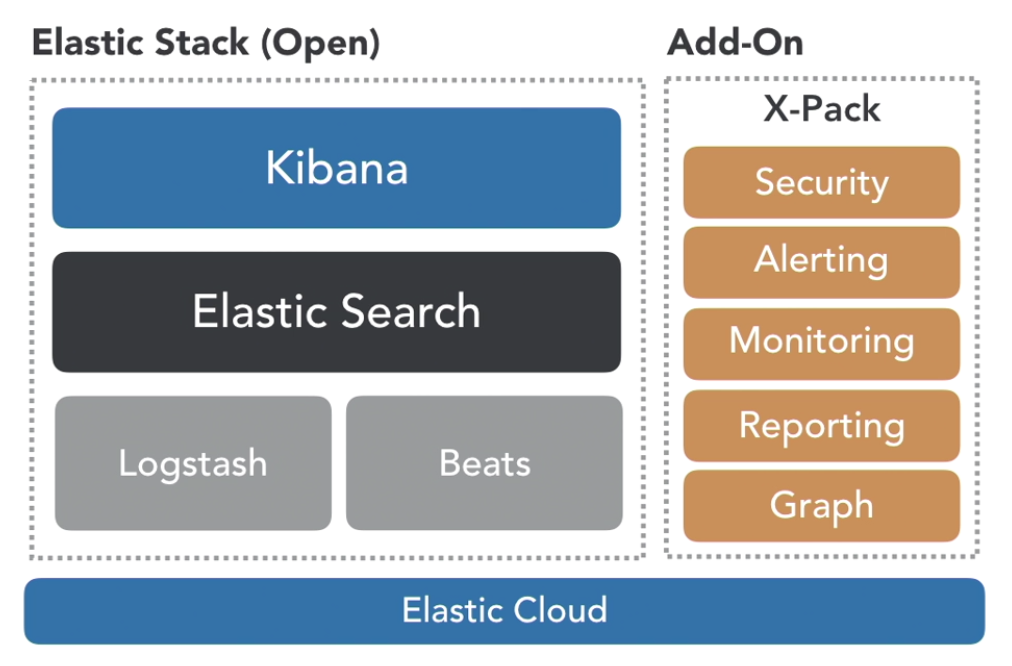 Elastic Stack (Open)
Kibana
Elastic Search
Logstash
Beats
Add-On
X-Pack
Security
Alerting
Monitoring
Reporting
Graph
Elastic Cloud